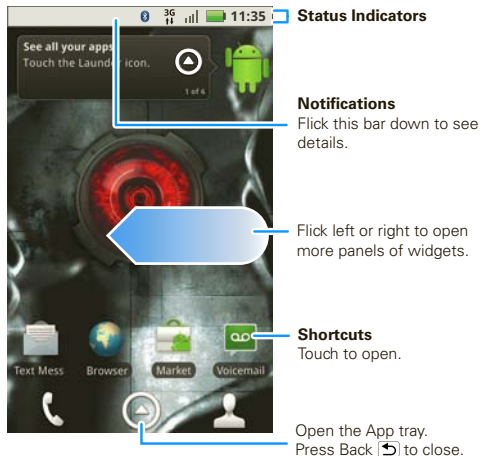 3G 11:35
Status Indicators
See all your apps
Touch the Launder icon.
1 of 6
Notifications
Flick this bar down to see
details.
Flick left or right to open
more panels of widgets.
Shortcuts
Touch to open.
Text Mess Browser Market Voicemail
Open the App tray.
Press Back to close.